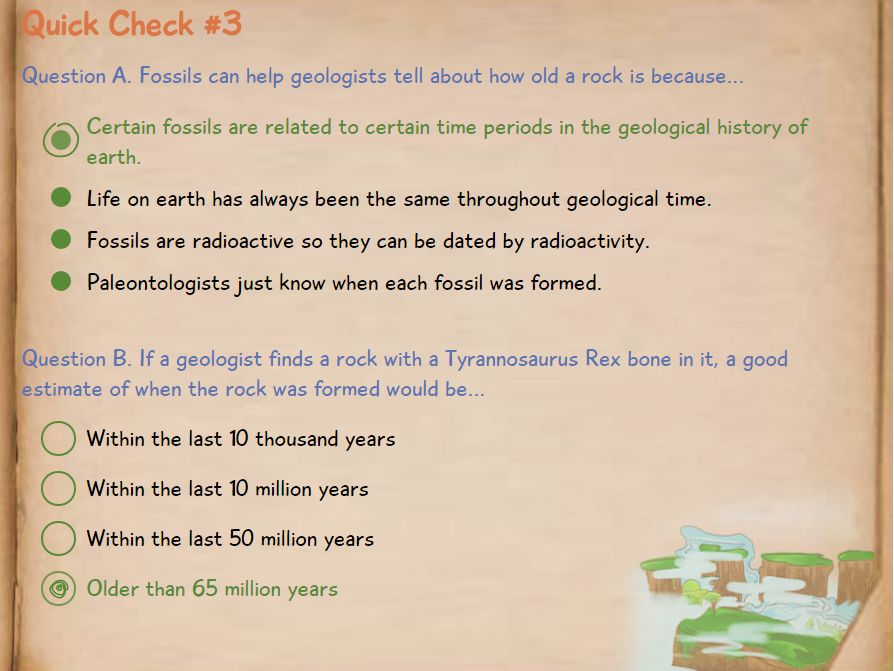 Quick Check #3
Question A. Fossils can help geologists tell about how old a rock is because...
Certain fossils are related to certain time periods in the geological history of
earth.
Life on earth has always been the same throughout geological time.
Fossils are radioactive so they can be dated by radioactivity.
Paleontologists just know when each fossil was formed.
Question B. If a geologist finds a rock with a Tyrannosaurus Rex bone in it, a good
estimate of when the rock was formed would be...
Within the last 10 thousand years
Within the last 10 million years
Within the last 50 million years
Older than 65 million years